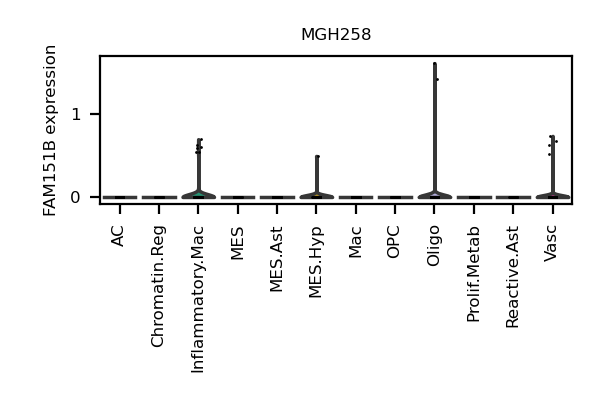 MGH258
FAM151B expression
1
0
AC
Chromatin.Reg
Inflammatory.Mac
MES
MES.Ast
MES.Hyp
Mac
OPC
Oligo
Prolif.Metab
Reactive.Ast
Vasc